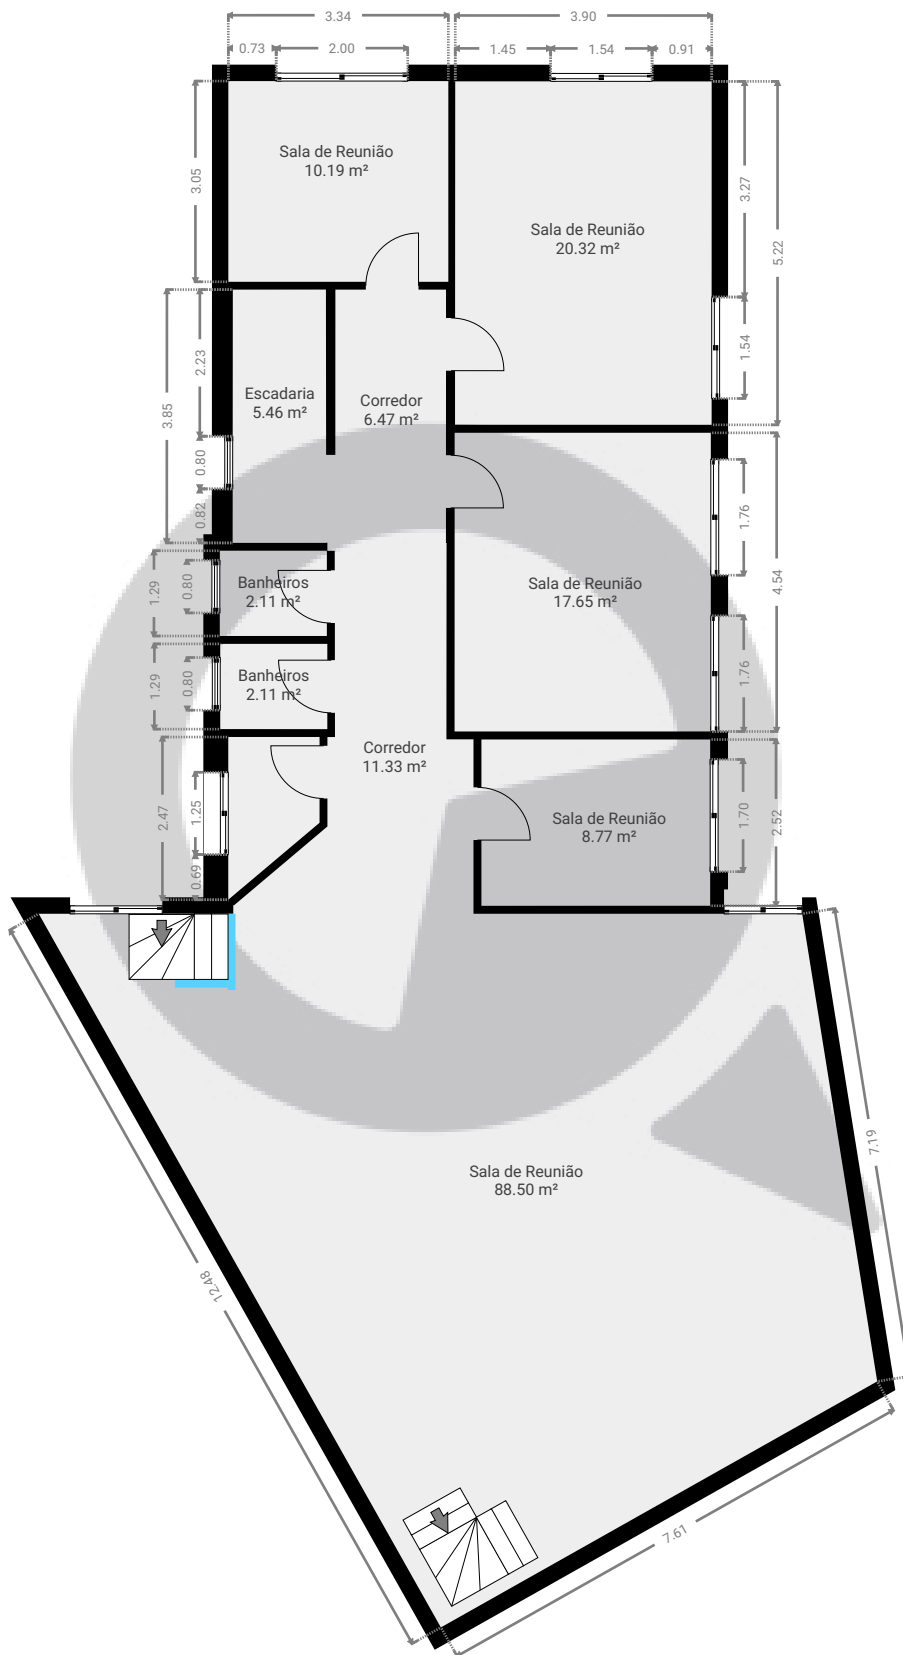 3.34
3.90
0.73
2.00
1.45
1.54
0.91
Sala de Reunião
10.19 m²
3.05
3.27
5.22
Sala de Reunião
20.32 m²
1.54
2.23
3.85
Escadaria
5.46 m²
Corredor
6.47 m²
0.80
0.82
1.76
4.54
Sala de Reunião
17.65 m²
1.29
0.80
Banheiros
2.11 m²
1.29
0.80
Banheiros
2.11 m²
1.76
Corredor
11.33 m²
2.47
1.25
0.69
Sala de Reunião
8.77 m²
1.70
2.52
7.19
Sala de Reunião
88.50 m²
12.48
7.61